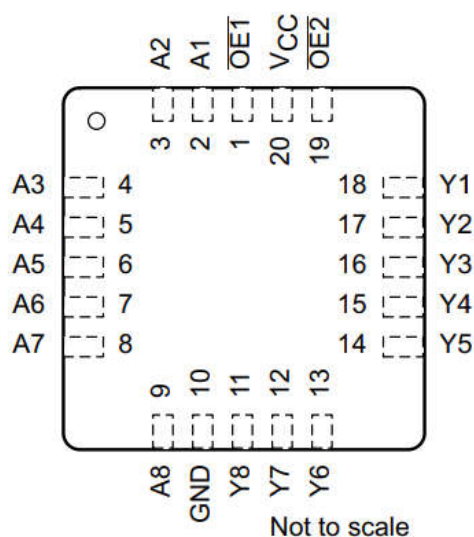 A2 A1 OE1 VCC OE2
3 2 1 20 19
A3 4 18 Y1
A4 5 17 Y2
A5 6 16 Y3
A6 7 15 Y4
A7 8 14 Y5
9 10 11 12 13
A8 GND Y8 Y7 Y6
Not to scale